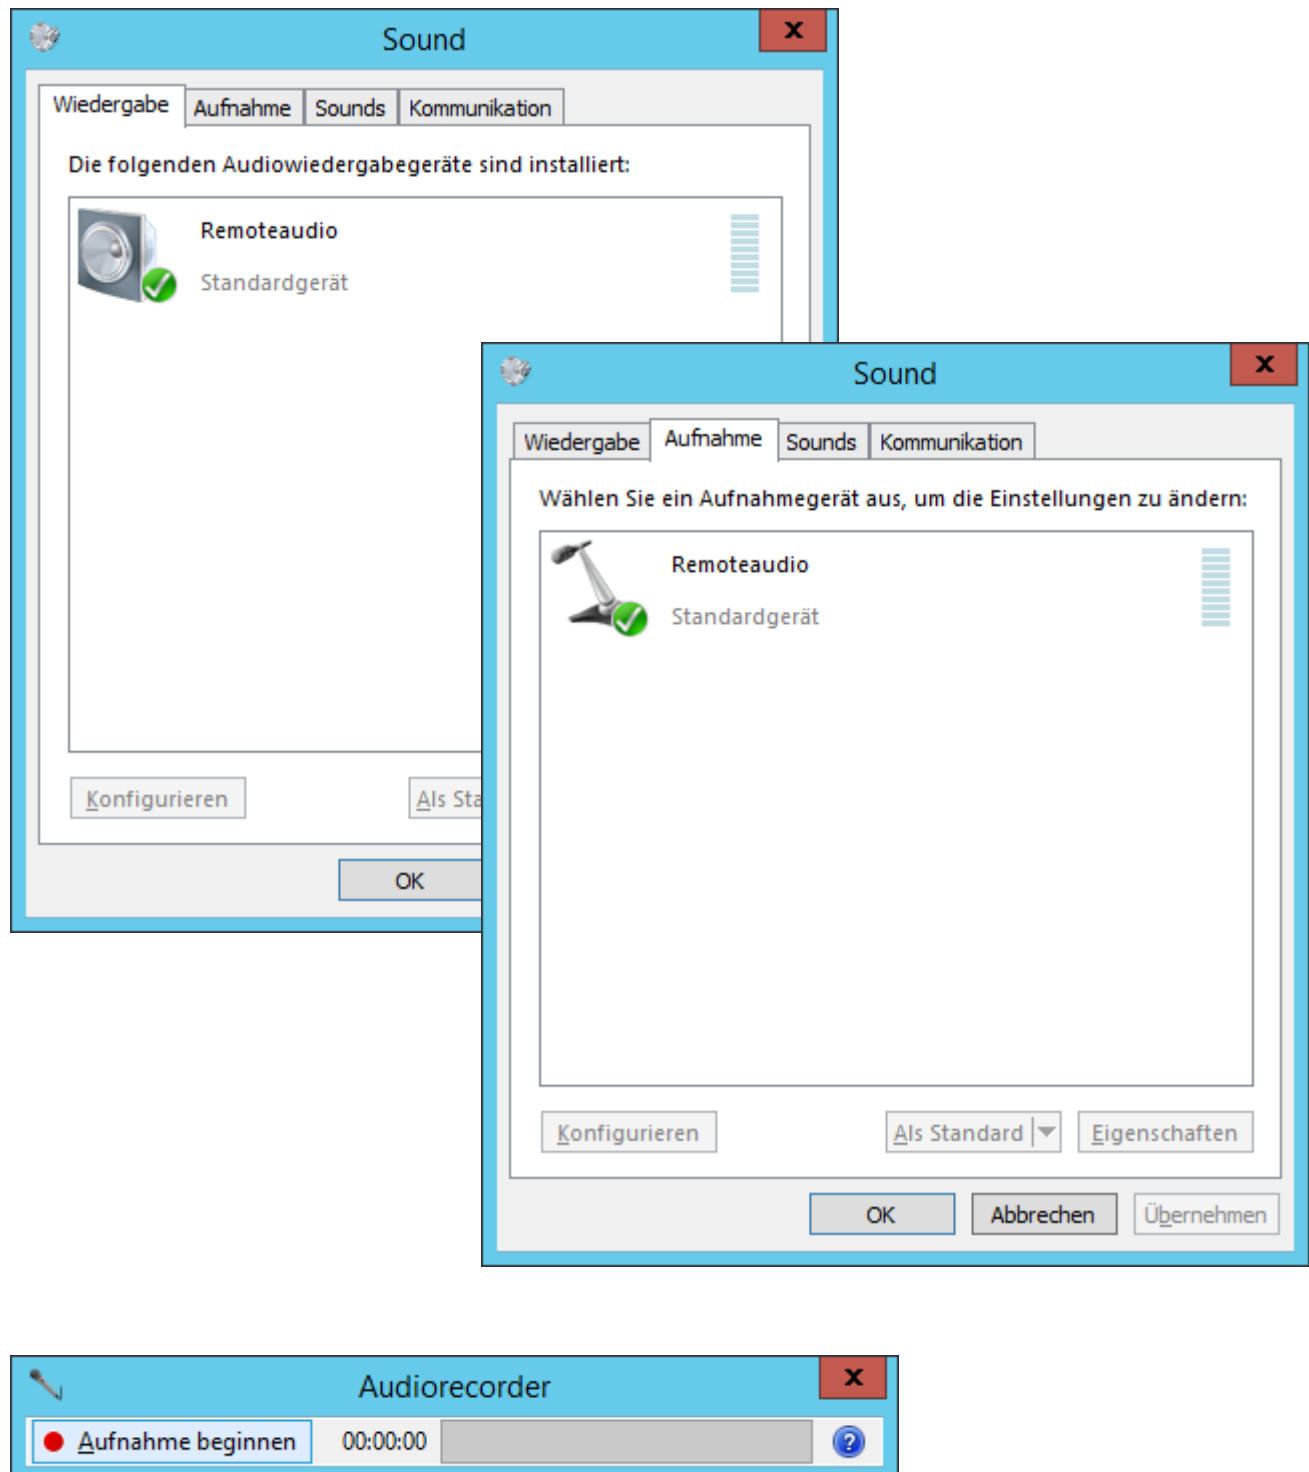 Sound
Wiedergabe Aufnahme Sounds Kommunikation
Die folgenden Audiowiedergabegeräte sind installiert:
Remoteaudio
Standardgerät
Konfigurieren Als Sta
OK
Sound
Wiedergabe Aufnahme Sounds Kommunikation
Wählen Sie ein Aufnahmegerät aus, um die Einstellungen zu ändern:
Remoteaudio
Standardgerät
Konfigurieren Als Standard Eigenschaften
OK Abbrechen Übernehmen
Audiorecorder
Aufnahme beginnen 00:00:00